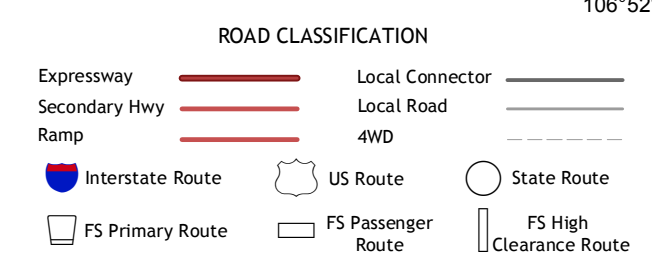 106°52'
ROAD CLASSIFICATION
Expressway
Local Connector
Secondary Hwy
Local Road
Ramp
4WD
Interstate Route
US Route
State Route
FS Primary Route
FS Passenger
Route
FS High
Clearance Route